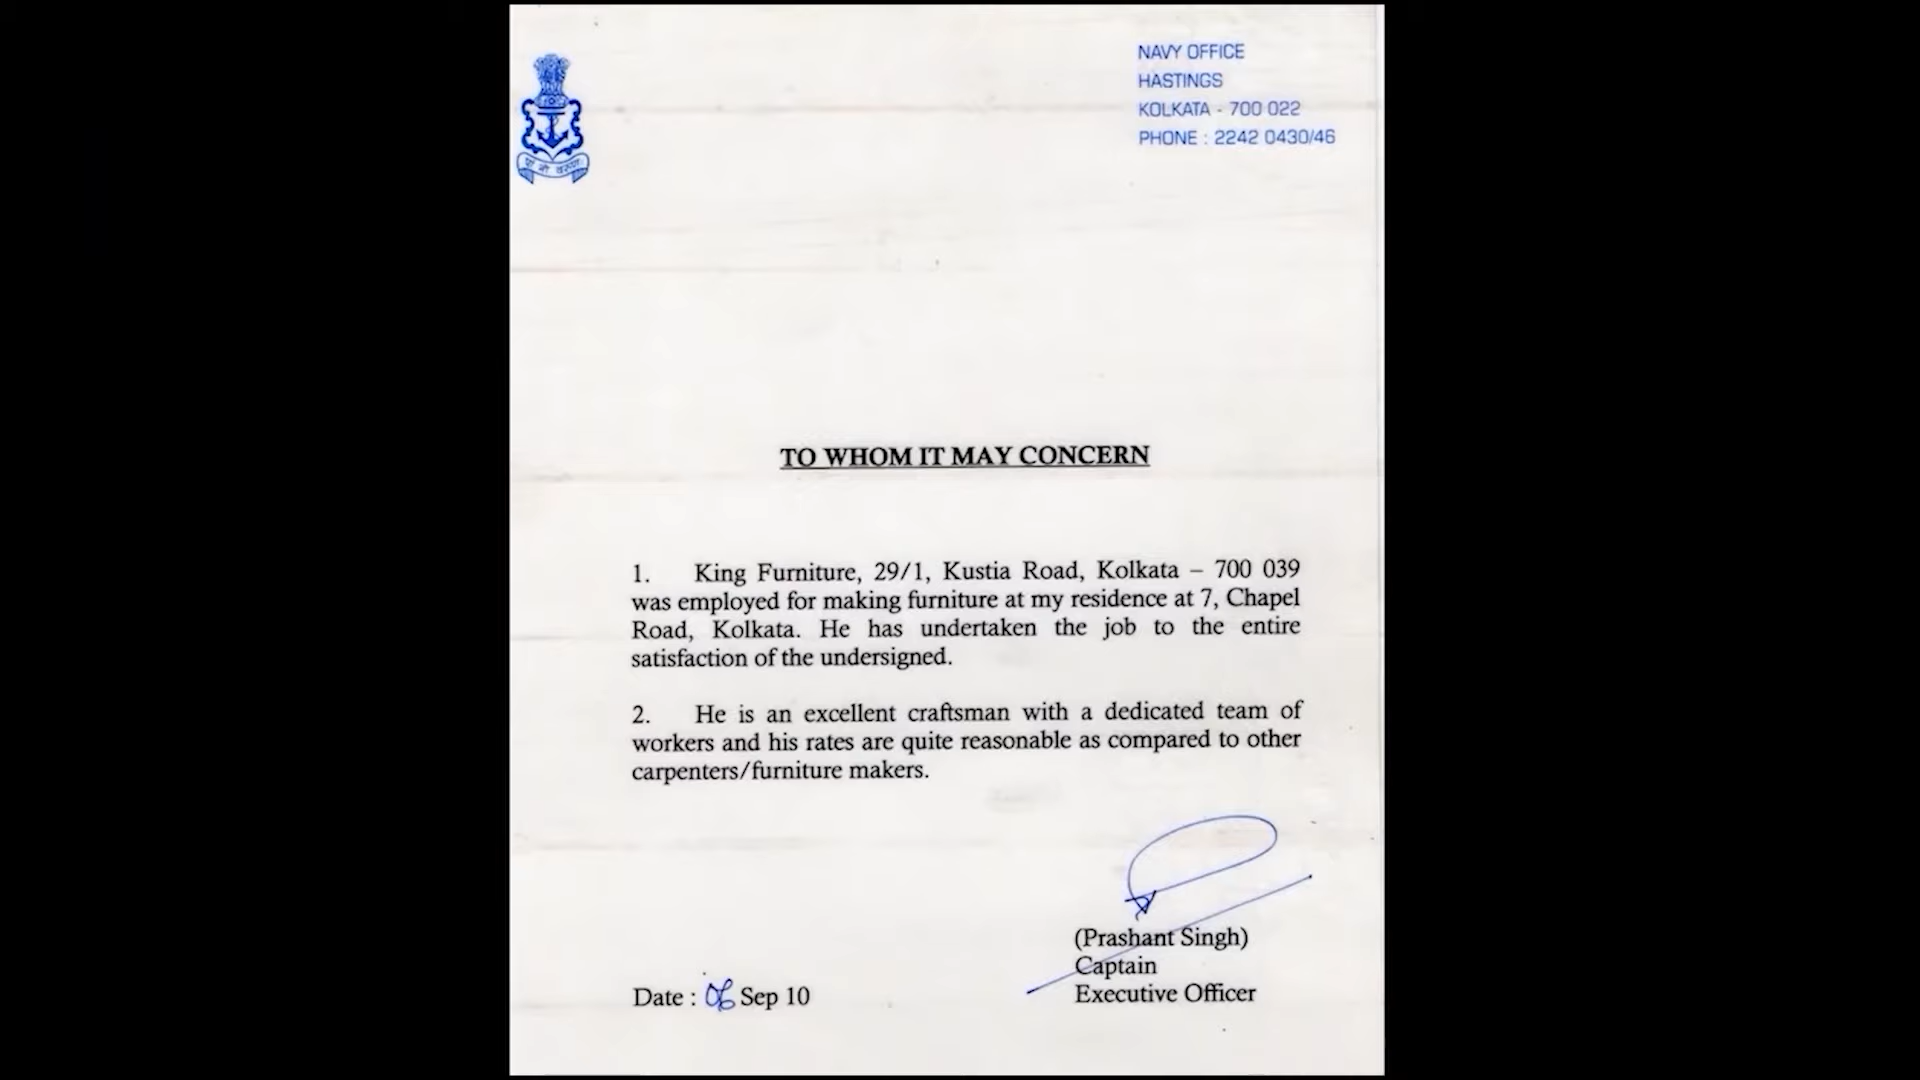 शं नो वरुणः
NAVY OFFICE
HASTINGS
KOLKATA - 700 022
PHONE : 2242 0430/46
TO WHOM IT MAY CONCERN
1. King Furniture, 29/1, Kustia Road, Kolkata – 700 039
was employed for making furniture at my residence at 7, Chapel
Road, Kolkata. He has undertaken the job to the entire
satisfaction of the undersigned.
2. He is an excellent craftsman with a dedicated team of
workers and his rates are quite reasonable as compared to other
carpenters/furniture makers.
(Prashant Singh)
Captain
Date : 06 Sep 10
Executive Officer